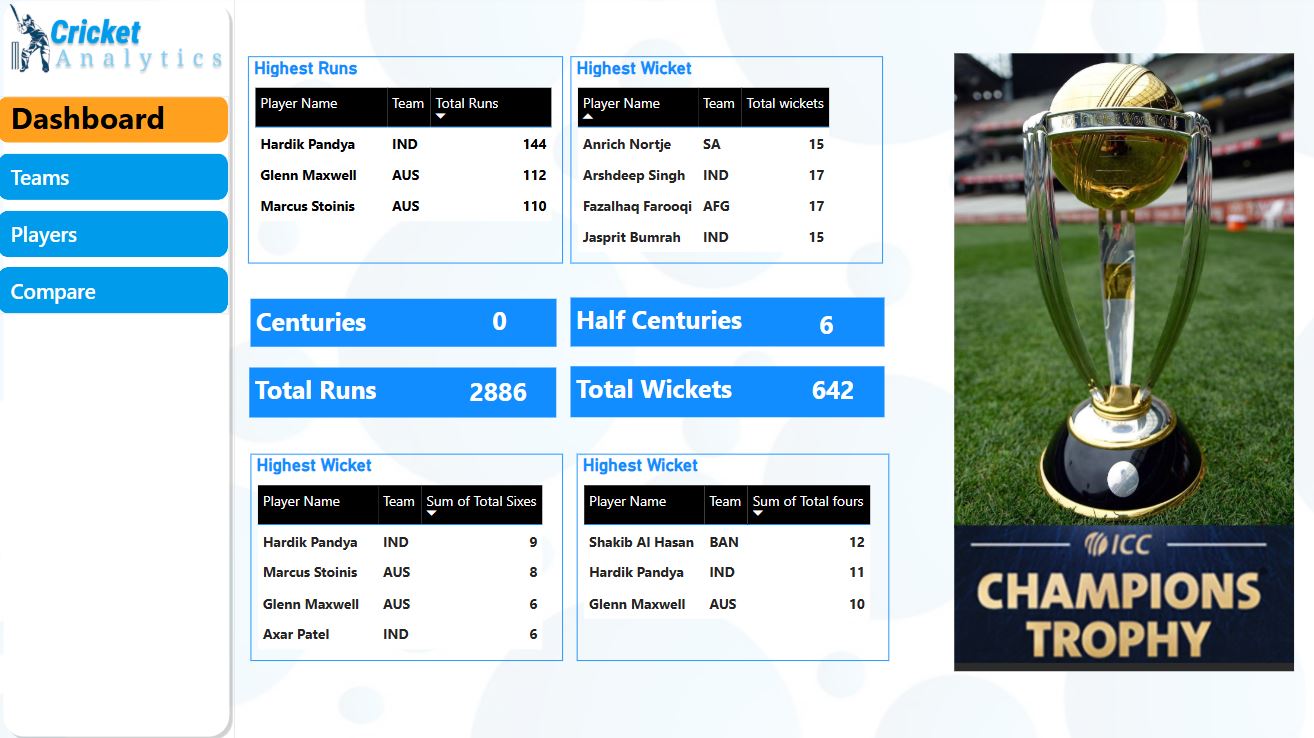 Cricket
Analytics
Dashboard
Teams
Players
Compare
Highest Runs
Player Name Team Total Runs
Hardik Pandya IND 144
Glenn Maxwell AUS 112
Marcus Stoinis AUS 110
Highest Wicket
Player Name Team Total wickets
Anrich Nortje SA 15
Arshdeep Singh IND 17
Fazalhaq Farooqi AFG 17
Jasprit Bumrah IND 15
Centuries 0
Half Centuries 6
Total Runs 2886
Total Wickets 642
Highest Wicket
Player Name Team Sum of Total Sixes
Hardik Pandya IND 9
Marcus Stoinis AUS 8
Glenn Maxwell AUS 6
Axar Patel IND 6
Highest Wicket
Player Name Team Sum of Total fours
Shakib Al Hasan BAN 12
Hardik Pandya IND 11
Glenn Maxwell AUS 10
ICC
CHAMPIONS
TROPHY